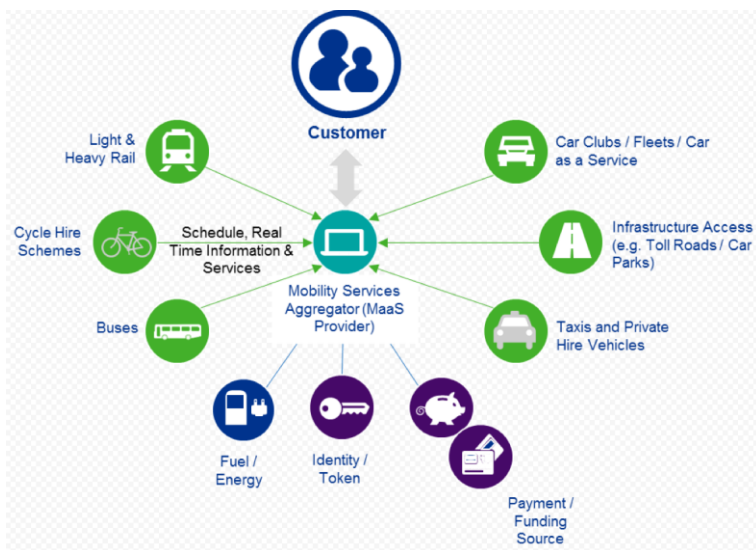 Customer
Light &
Heavy Rail
Car Clubs / Fleets / Car
as a Service
Cycle Hire
Schemes
Schedule, Real
Time Information &
Services
Infrastructure Access
(e.g. Toll Roads / Car
Parks)
Mobility Services
Aggregator (MaaS
Provider)
Buses
Taxis and Private
Hire Vehicles
Fuel /
Energy
Identity /
Token
Payment /
Funding
Source